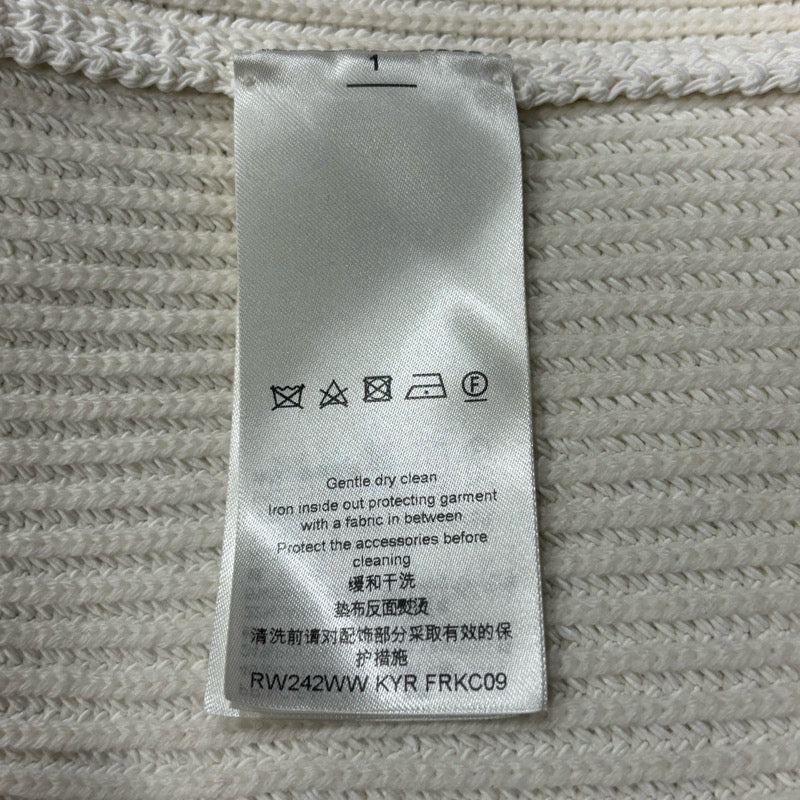 1
F
Gentle dry clean
Iron inside out protecting garment
with a fabric in between
Protect the accessories before
cleaning
缓和干洗
垫布反面熨烫
清洗前请对配饰部分采取有效的保
护措施
RW242WW KYR FRKC09